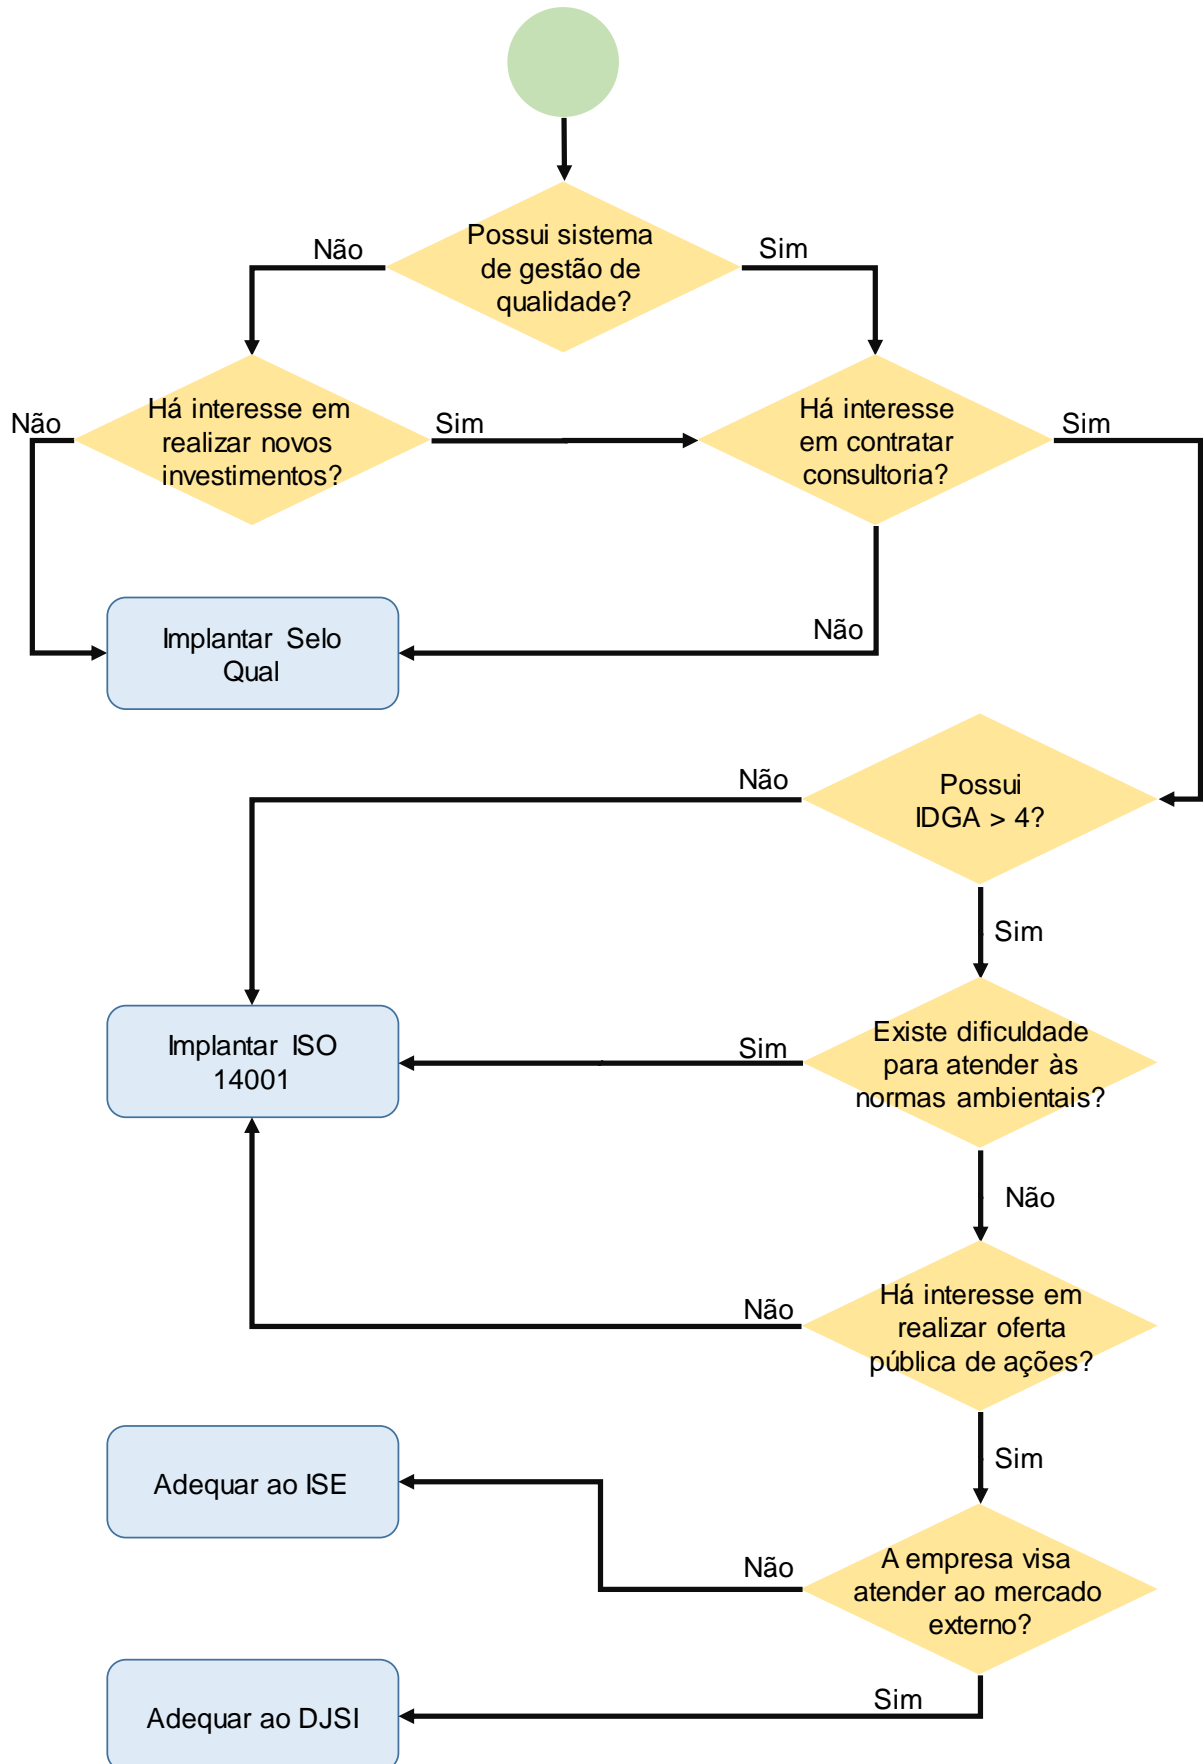 Possui sistema
de gestão de
qualidade?
Não
Sim
Há interesse em
realizar novos
investimentos?
Não
Sim
Há interesse
em contratar
consultoria?
Sim
Não
Implantar Selo
Qual
Possui
IDGA > 4?
Não
Sim
Existe dificuldade
para atender às
normas ambientais?
Sim
Implantar ISO
14001
Não
Há interesse em
realizar oferta
pública de ações?
Não
Sim
Adequar ao ISE
A empresa visa
atender ao mercado
externo?
Não
Sim
Adequar ao DJSI